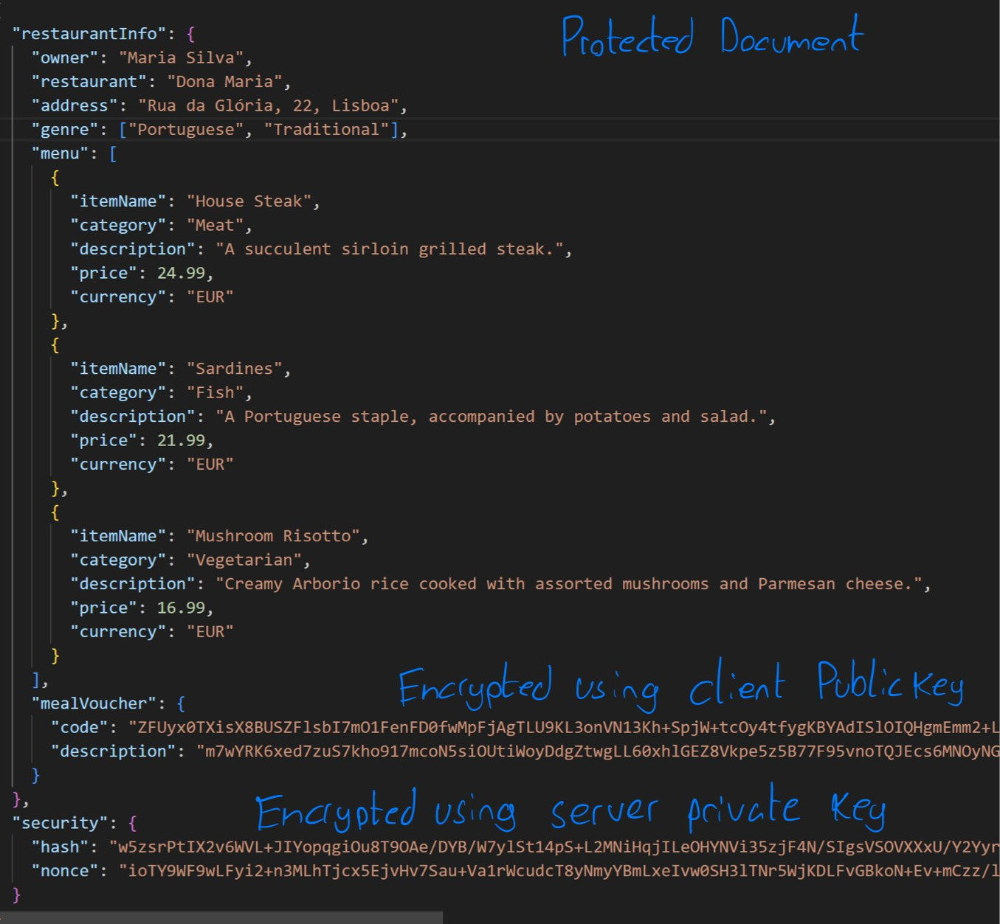 Protected Document
"restaurantInfo": {
"owner": "Maria Silva",
"restaurant": "Dona Maria",
"address": "Rua da Glória, 22, Lisboa",
"genre": ["Portuguese", "Traditional"],
"menu": [
{
"itemName": "House Steak",
"category": "Meat",
"description": "A succulent sirloin grilled steak.",
"price": 24.99,
"currency": "EUR"
},
{
"itemName": "Sardines",
"category": "Fish",
"description": "A Portuguese staple, accompanied by potatoes and salad.",
"price": 21.99,
"currency": "EUR"
},
{
"itemName": "Mushroom Risotto",
"category": "Vegetarian",
"description": "Creamy Arborio rice cooked with assorted mushrooms and Parmesan cheese.",
"price": 16.99,
"currency": "EUR"
}
],
Encrypted using client Public Key
"mealVoucher": {
"code": "ZFUyx0TXisX8BUSZFlsbI7mO1FenFD0fwMpFjAgTLU9KL3onVN13Kh+SpjW+tcOy4tfygKBYAdISlOIQHgmEmm2+L
"description": "m7wYRK6xed7zuS7kho917mcoN5siOUtiWoyDdgZtwgLL60xhlGEZ8Vkpe5z5B77F95vnoTQJEcs6MNOyNG
}
},
Encrypted using server private Key
"security": {
"hash": "w5zsrPtIX2v6WVL+JIYopqgiOu8T9OAe/DYB/W7ylSt14pS+L2MNiHqjILeOHYNVi35zjF4N/SIgsVSOVXXxU/Y2Yyr
"nonce": "ioTY9WF9wLFyi2+n3MLhTjcx5EjvHv7Sau+Va1rWcudcT8yNmyYBmLxeIvw0SH3lTNr5WjKDLFvGBkoN+Ev+mCzz/l
}